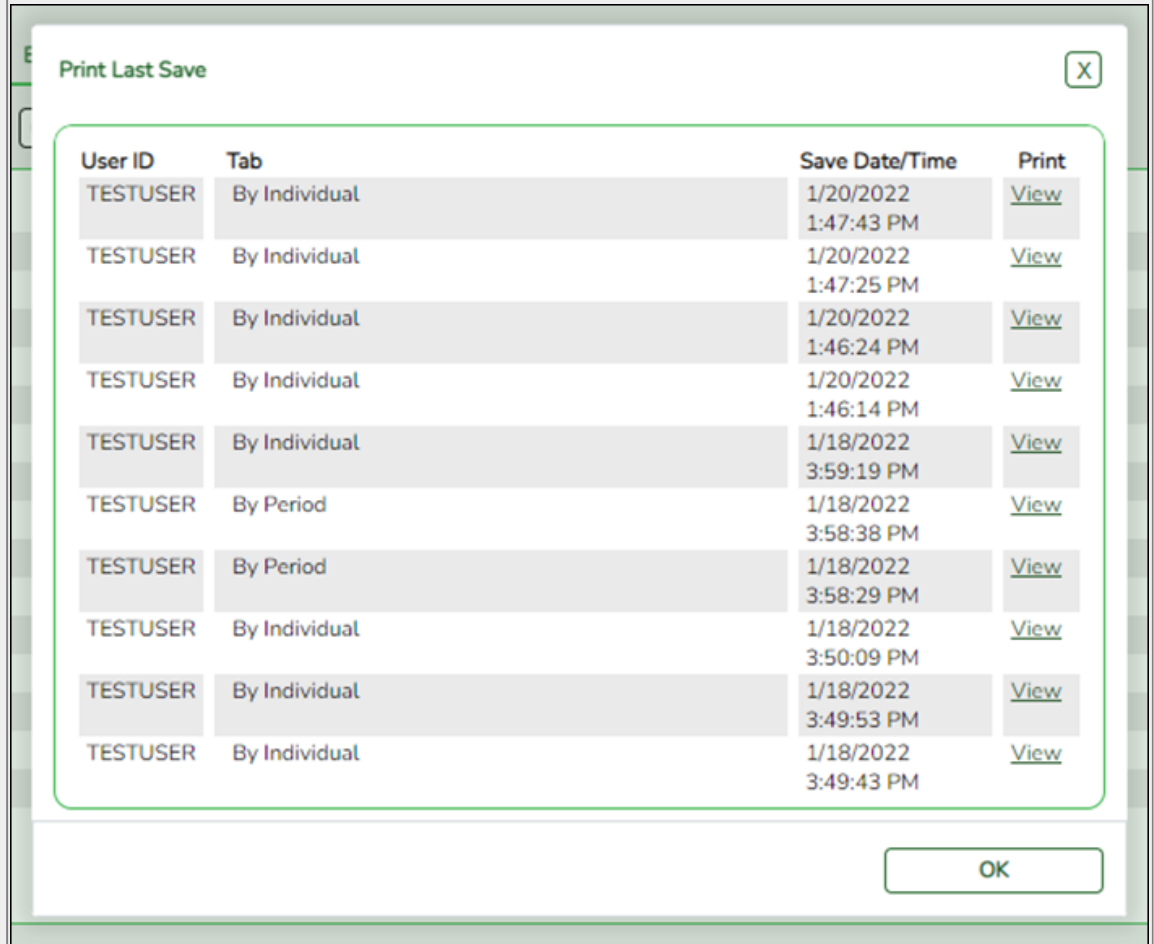 Print Last Save
X
User ID Tab Save Date/Time Print
TESTUSER By Individual 1/20/2022 View
1:47:43 PM
TESTUSER By Individual 1/20/2022 View
1:47:25 PM
TESTUSER By Individual 1/20/2022 View
1:46:24 PM
TESTUSER By Individual 1/20/2022 View
1:46:14 PM
TESTUSER By Individual 1/18/2022 View
3:59:19 PM
TESTUSER By Period 1/18/2022 View
3:58:38 PM
TESTUSER By Period 1/18/2022 View
3:58:29 PM
TESTUSER By Individual 1/18/2022 View
3:50:09 PM
TESTUSER By Individual 1/18/2022 View
3:49:53 PM
TESTUSER By Individual 1/18/2022 View
3:49:43 PM
OK